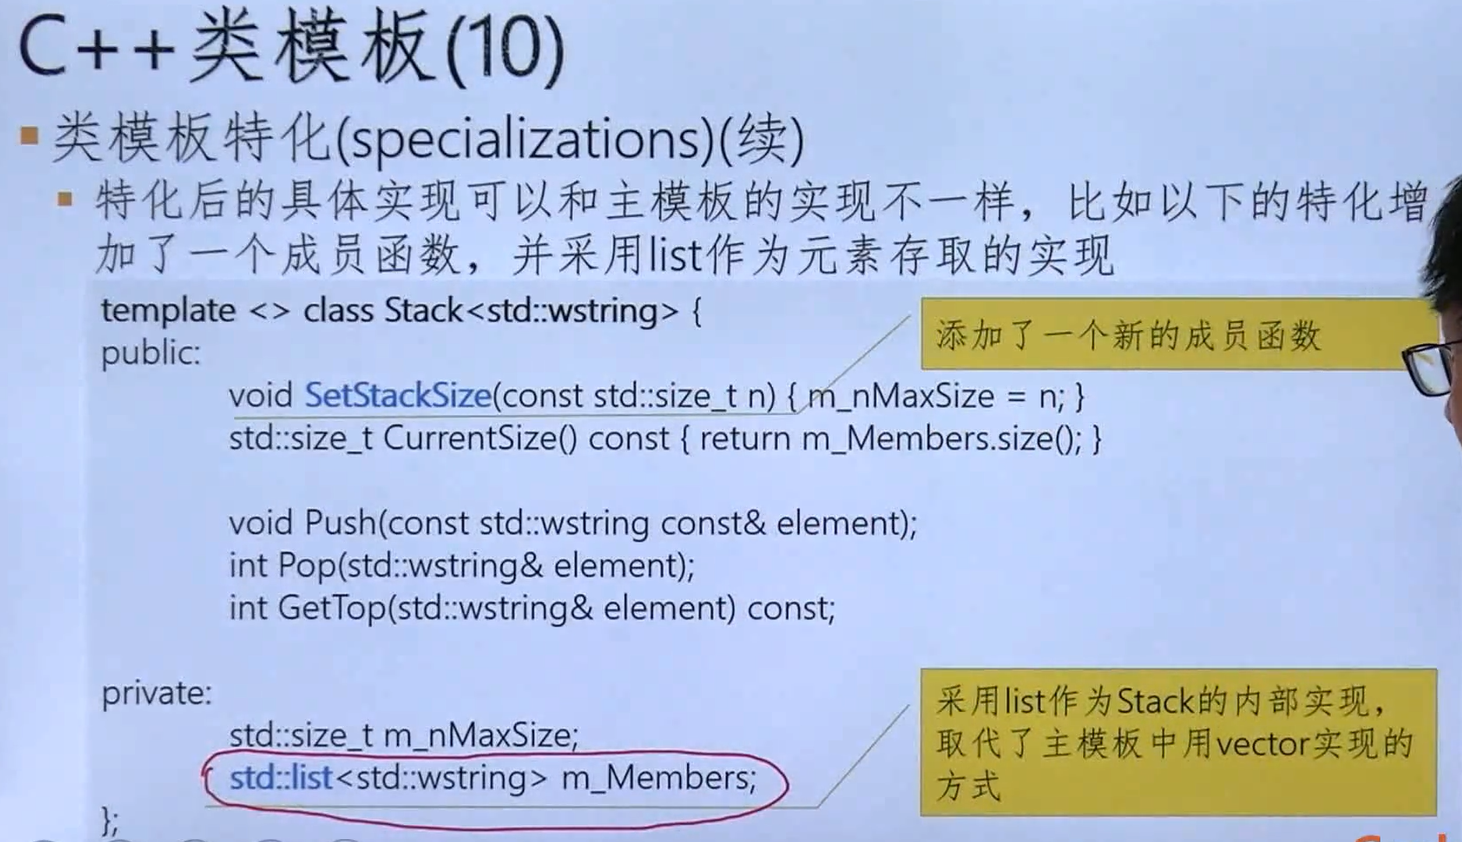 C++类模板(10)
类模板特化(specializations)(续)
特化后的具体实现可以和主模板的实现不一样，比如以下的特化增
加了一个成员函数，并采用list作为元素存取的实现
template <> class Stack<std::wstring> {
public:
添加了一个新的成员函数
void SetStackSize(const std::size_t n) { m_nMaxSize = n; }
std::size_t CurrentSize() const { return m_Members.size(); }
void Push(const std::wstring const& element);
int Pop(std::wstring& element);
int GetTop(std::wstring& element) const;
private:
std::size_t m_nMaxSize;
std::list<std::wstring> m_Members;
};
采用list作为Stack的内部实现，
取代了主模板中用vector实现的
方式